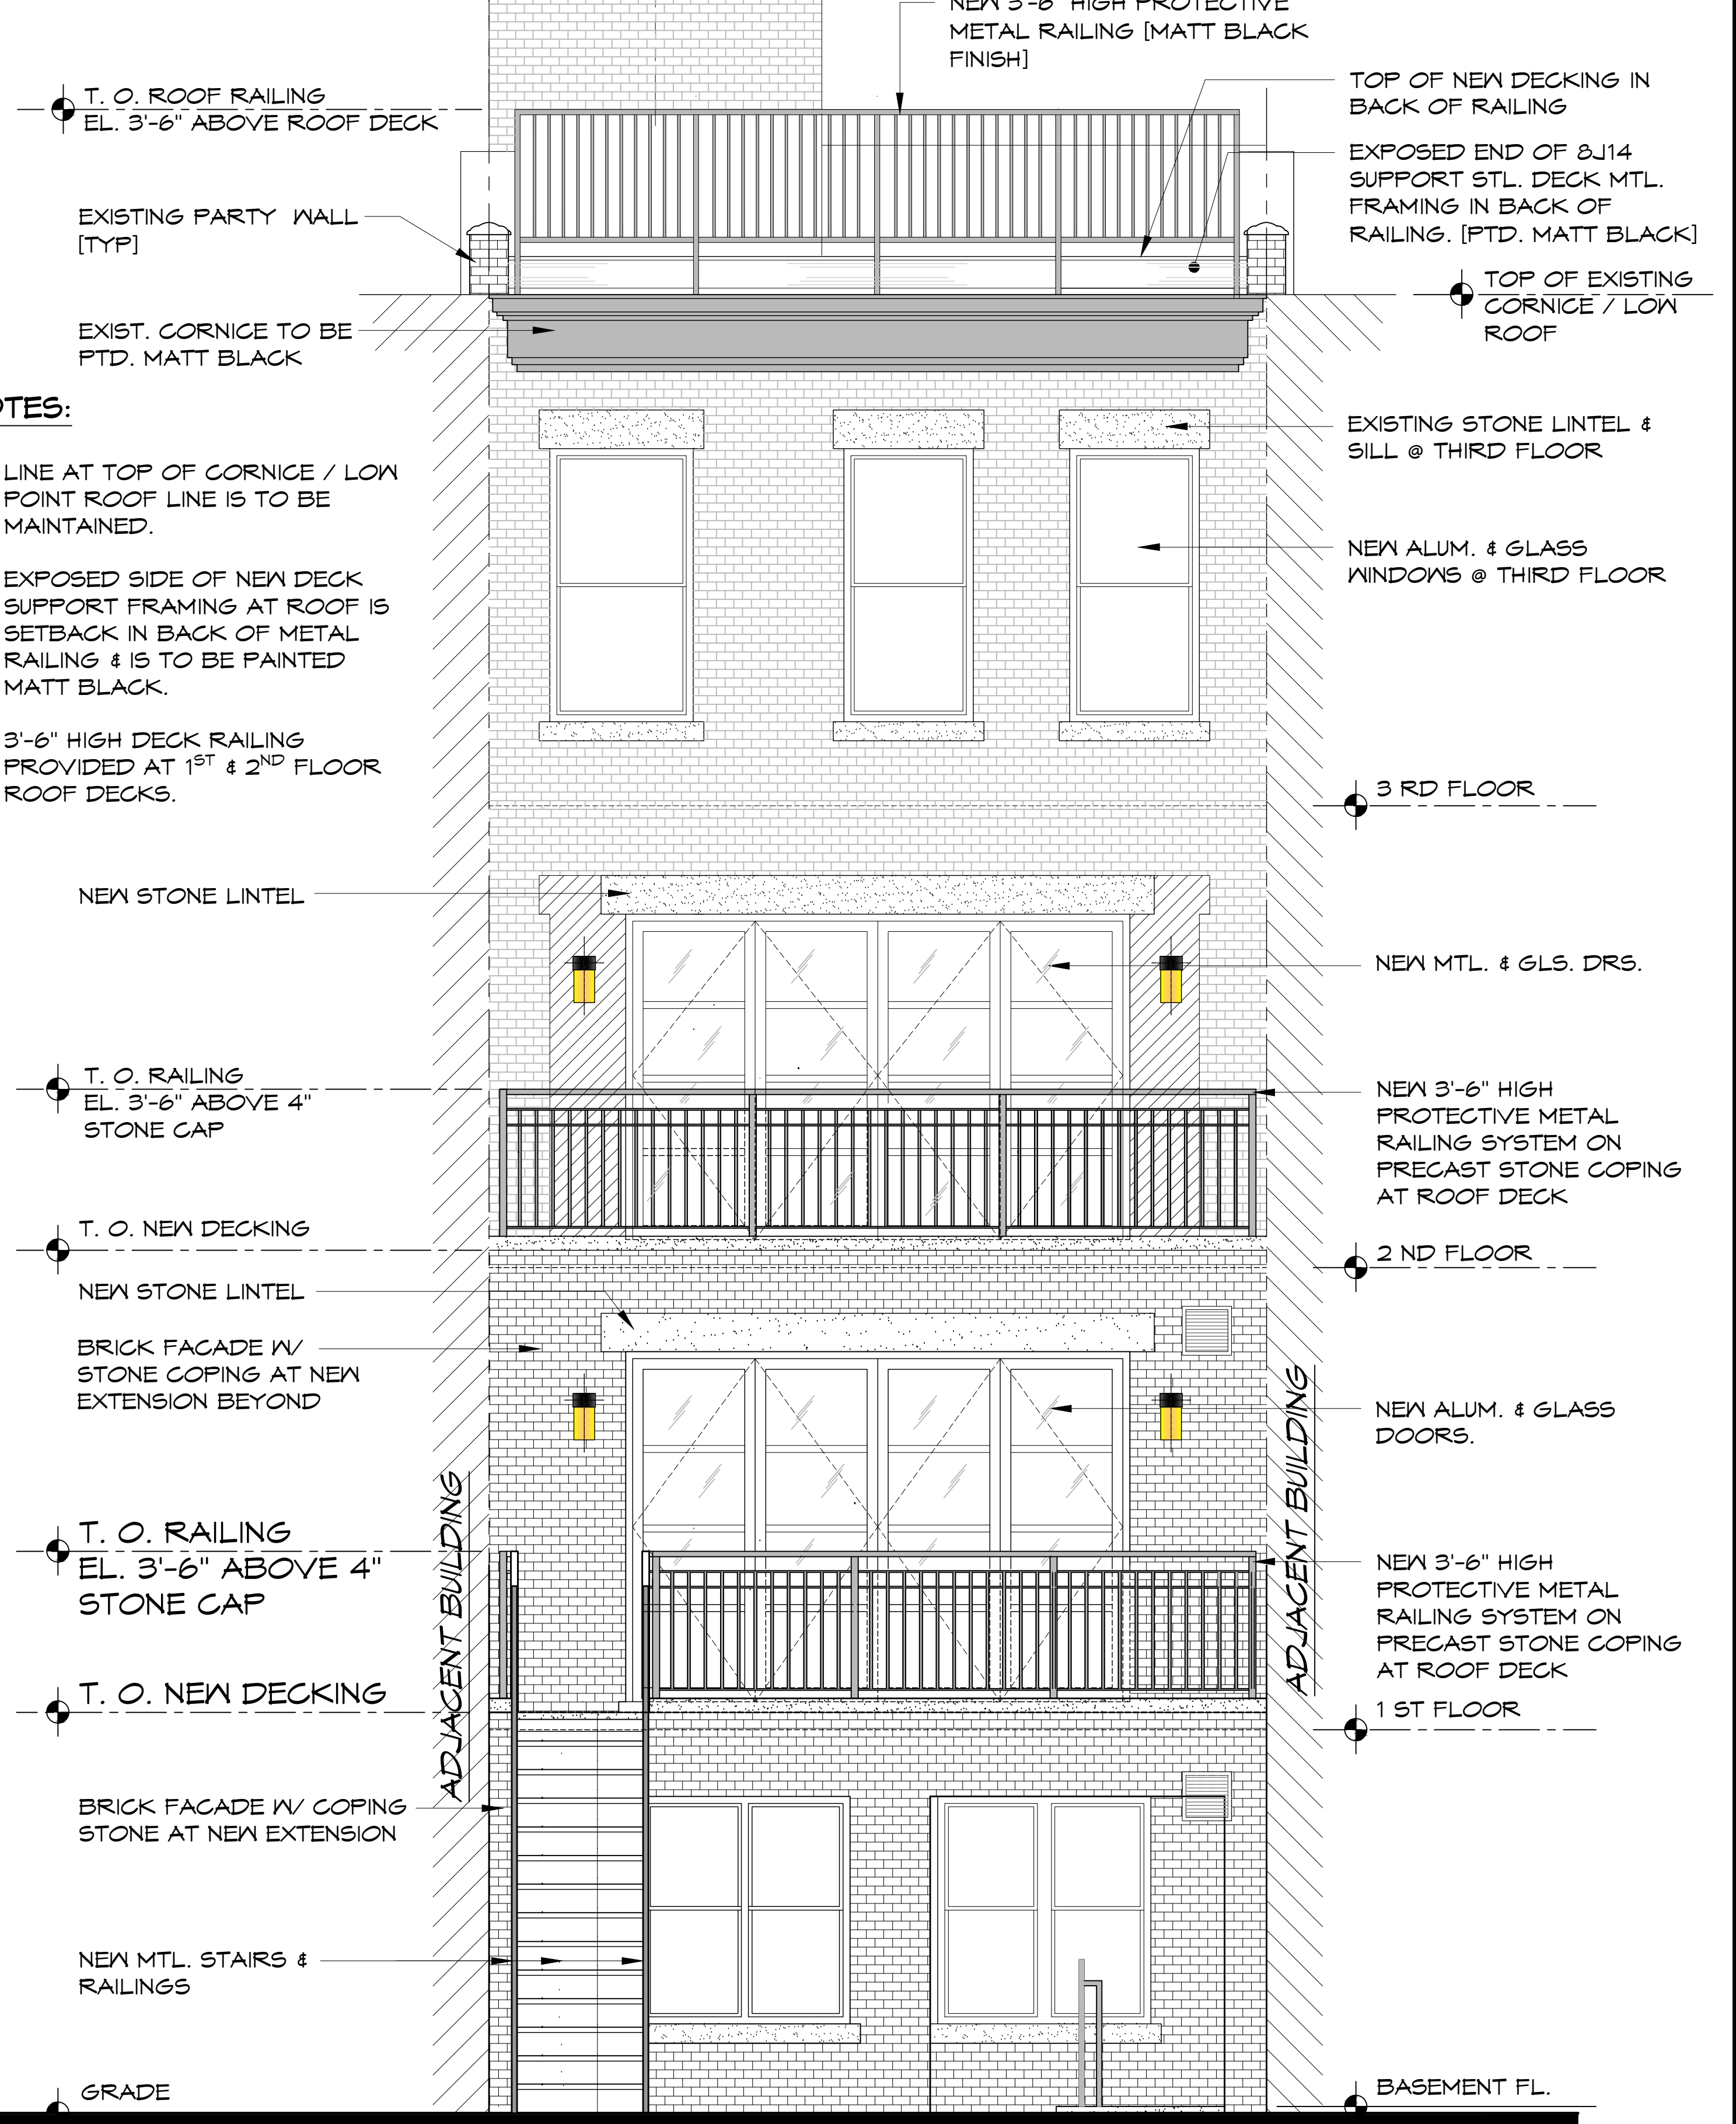 NEW 3'-6" HIGH PROTECTIVE
METAL RAILING [MATT BLACK
FINISH]
T. O. ROOF RAILING
EL. 3'-6" ABOVE ROOF DECK
TOP OF NEW DECKING IN
BACK OF RAILING
EXPOSED END OF 8J14
SUPPORT STL. DECK MTL.
FRAMING IN BACK OF
RAILING. [PTD. MATT BLACK]
EXISTING PARTY WALL
[TYP]
TOP OF EXISTING
CORNICE / LOW
ROOF
EXIST. CORNICE TO BE
PTD. MATT BLACK
OTES:
LINE AT TOP OF CORNICE / LOW
POINT ROOF LINE IS TO BE
MAINTAINED.
EXPOSED SIDE OF NEW DECK
SUPPORT FRAMING AT ROOF IS
SETBACK IN BACK OF METAL
RAILING & IS TO BE PAINTED
MATT BLACK.
3'-6" HIGH DECK RAILING
PROVIDED AT 1ST & 2ND FLOOR
ROOF DECKS.
EXISTING STONE LINTEL &
SILL @ THIRD FLOOR
NEW ALUM. & GLASS
WINDOWS @ THIRD FLOOR
3 RD FLOOR
NEW STONE LINTEL
NEW MTL. & GLS. DRS.
T. O. RAILING
EL. 3'-6" ABOVE 4"
STONE CAP
NEW 3'-6" HIGH
PROTECTIVE METAL
RAILING SYSTEM ON
PRECAST STONE COPING
AT ROOF DECK
T. O. NEW DECKING
2 ND FLOOR
NEW STONE LINTEL
BRICK FACADE W/
STONE COPING AT NEW
EXTENSION BEYOND
NEW ALUM. & GLASS
DOORS.
ADJACENT BUILDING
ADJACENT BUILDING
T. O. RAILING
EL. 3'-6" ABOVE 4"
STONE CAP
NEW 3'-6" HIGH
PROTECTIVE METAL
RAILING SYSTEM ON
PRECAST STONE COPING
AT ROOF DECK
T. O. NEW DECKING
1 ST FLOOR
BRICK FACADE W/ COPING
STONE AT NEW EXTENSION
NEW MTL. STAIRS &
RAILINGS
GRADE
BASEMENT FL.